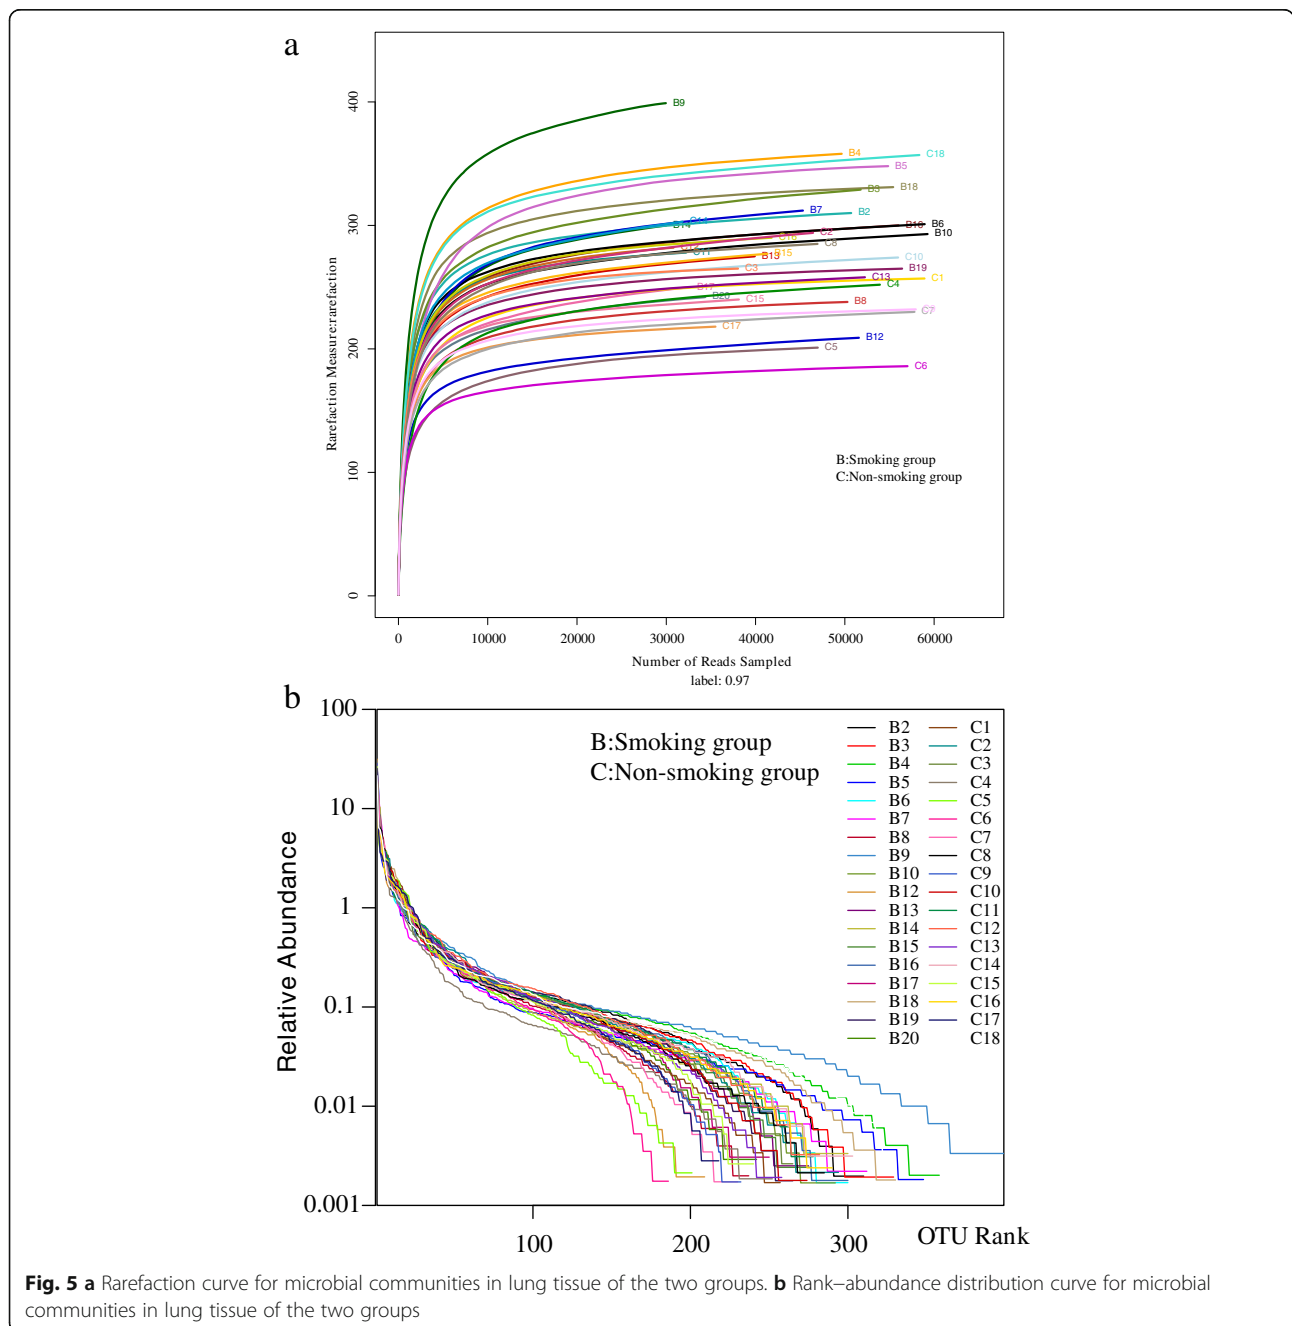 a
400
300
200
100
0
Rarefaction Measure:rarefaction
B9
B4
C18
B5
B18
B3
B7
B2
B14
B6
B10
C2
C8
B15
B13
C11
C10
B19
C3
C13
C1
C4
B17
B20
C15
B8
C7
C17
B12
C5
C6
B:Smoking group
C:Non-smoking group
0 10000 20000 30000 40000 50000 60000
Number of Reads Sampled
label: 0.97
b
100
10
1
0.1
0.01
0.001
Relative Abundance
B:Smoking group
C:Non-smoking group
B2 C1
B3 C2
B4 C3
B5 C4
B6 C5
B7 C6
B8 C7
B9 C8
B10 C9
B12 C10
B13 C11
B14 C12
B15 C13
B16 C14
B17 C15
B18 C16
B19 C17
B20 C18
100 200 300 OTU Rank
Fig. 5 a Rarefaction curve for microbial communities in lung tissue of the two groups. b Rank–abundance distribution curve for microbial
communities in lung tissue of the two groups